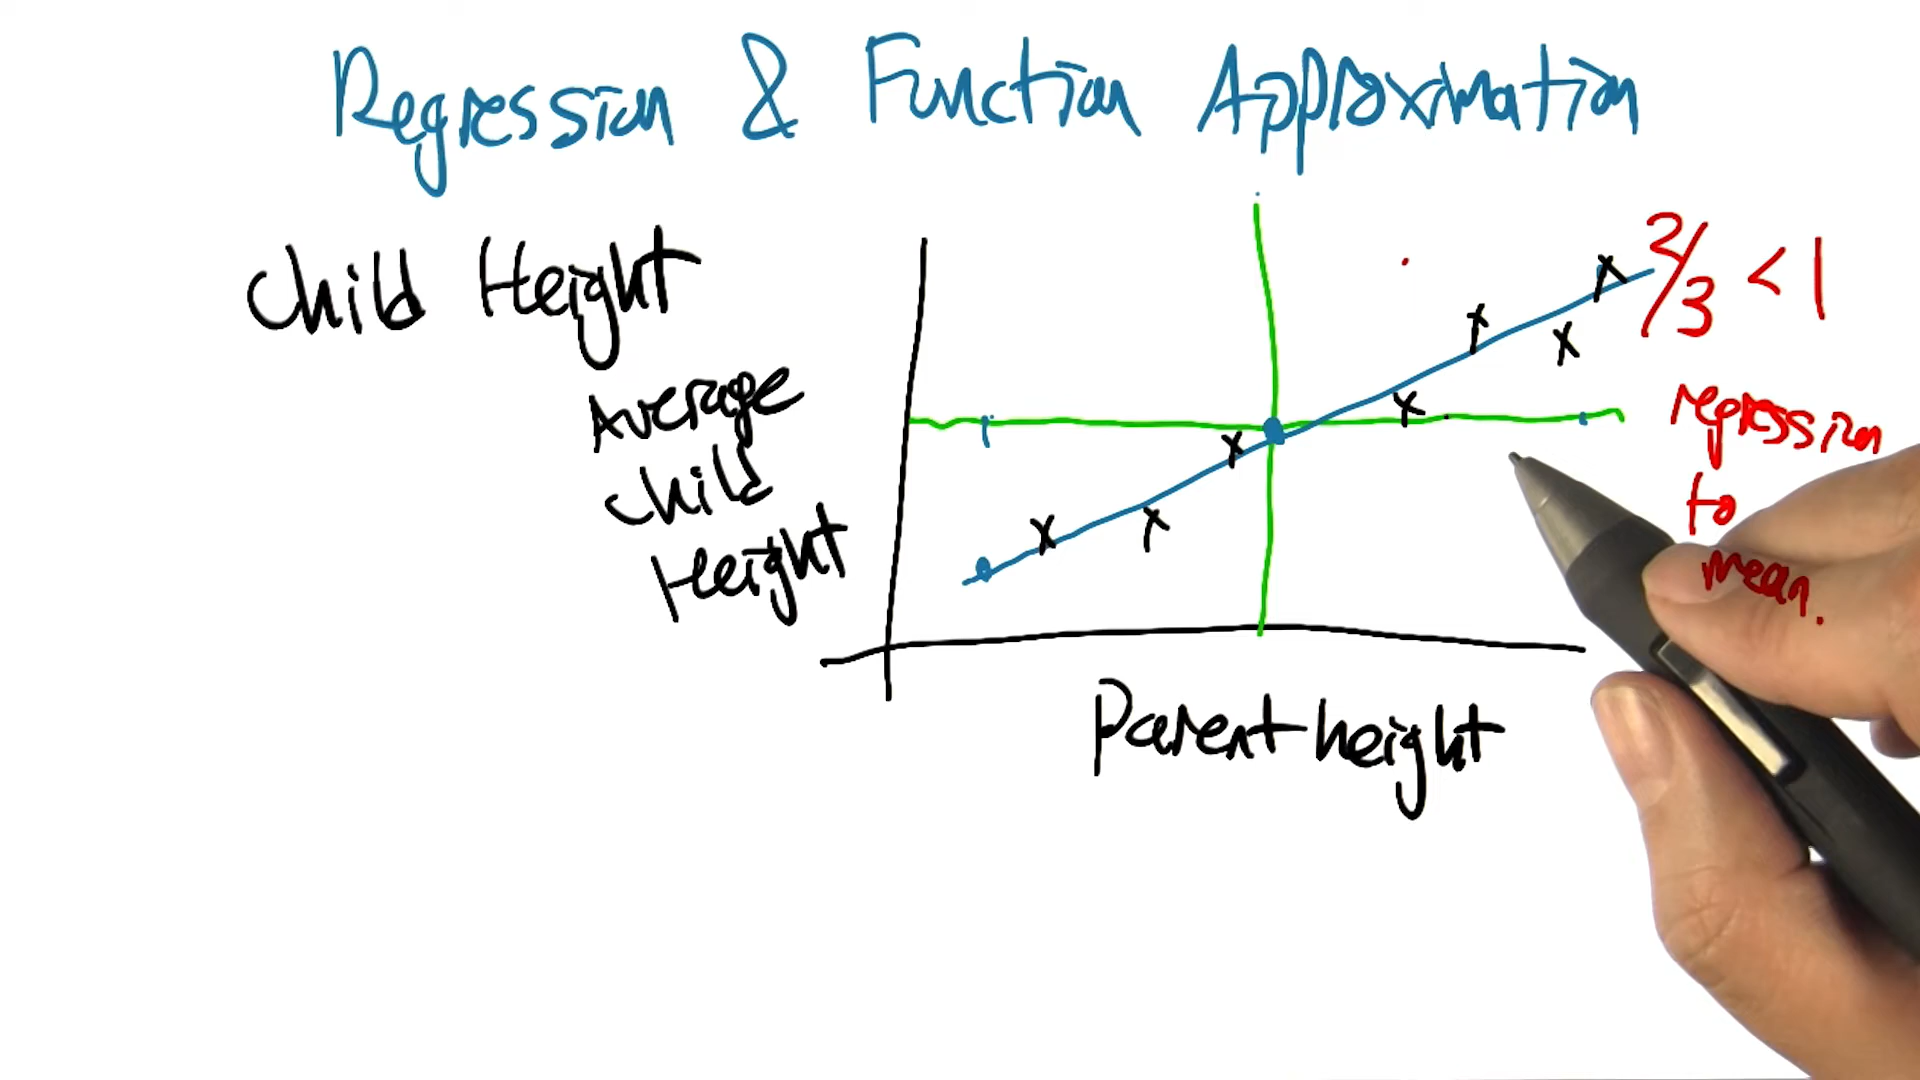 Regression & Function Approximation
Child Height
Average
Child
Height
Parent height
2/3 < 1
regression
to
mean.